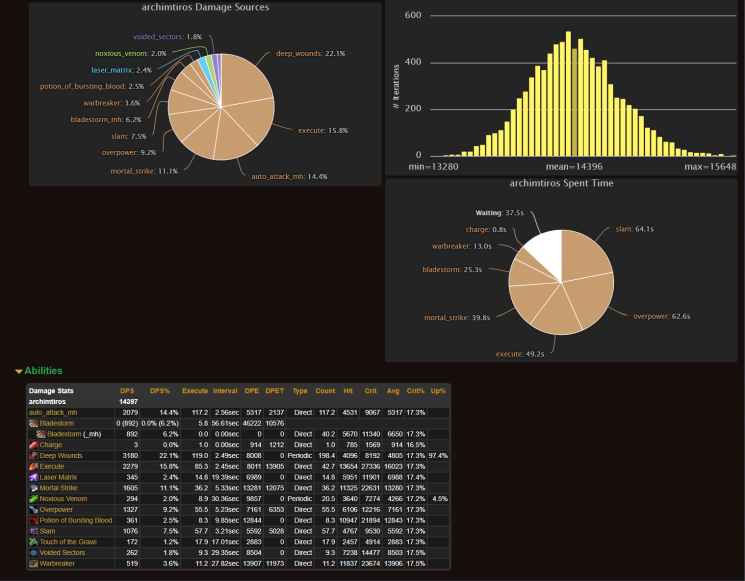 archimtiros Damage Sources
voided_sectors: 1.8%
noxious_venom: 2.0%
laser_matrix: 2.4%
potion_of_bursting_blood: 2.5%
warbreaker: 3.6%
bladestorm_mh: 6.2%
slam: 7.5%
overpower: 9.2%
mortal_strike: 11.1%
auto_attack_mh: 14.4%
execute: 15.8%
deep_wounds: 22.1%
# Iterations
600
400
200
0
min=13280 mean=14396 max=15648
archimtiros Spent Time
Waiting: 37.5s
charge: 0.8s
warbreaker: 13.0s
bladestorm: 25.3s
mortal_strike: 39.8s
execute: 49.2s
overpower: 62.6s
slam: 64.1s
Abilities
Damage Stats DPS DPS% Execute Interval DPE DPET Type Count Hit Crit Avg Crit% Up%
archimtiros 14397
auto_attack_mh 2079 14.4% 117.2 2.56sec 5317 2137 Direct 117.2 4531 9067 5317 17.3%
Bladestorm 0 (892) 0.0% (6.2%) 5.8 56.61sec 46222 10576
Bladestorm (_mh) 892 6.2% 0.0 0.00sec 0 0 Direct 40.2 5670 11340 6650 17.3%
Charge 3 0.0% 1.0 0.00sec 914 1212 Direct 1.0 785 1569 914 16.5%
Deep Wounds 3180 22.1% 119.0 2.49sec 8008 0 Periodic 198.4 4096 8192 4805 17.3% 97.4%
Execute 2279 15.8% 85.3 2.45sec 8011 13905 Direct 42.7 13654 27336 16023 17.3%
Laser Matrix 345 2.4% 14.8 19.39sec 6989 0 Direct 14.8 5951 11901 6988 17.4%
Mortal Strike 1605 11.1% 36.2 5.33sec 13281 12075 Direct 36.2 11325 22631 13280 17.3%
Noxious Venom 294 2.0% 8.9 30.36sec 9857 0 Periodic 20.5 3640 7274 4266 17.2% 4.5%
Overpower 1327 9.2% 55.5 5.23sec 7161 6353 Direct 55.5 6106 12216 7161 17.3%
Potion of Bursting Blood 361 2.5% 8.3 9.85sec 12844 0 Direct 8.3 10947 21894 12843 17.3%
Slam 1076 7.5% 57.7 3.21sec 5592 5028 Direct 57.7 4767 9530 5592 17.3%
Touch of the Grave 172 1.2% 17.9 17.01sec 2883 0 Direct 17.9 2457 4914 2883 17.3%
Voided Sectors 262 1.8% 9.3 29.35sec 8504 0 Direct 9.3 7238 14477 8503 17.5%
Warbreaker 519 3.6% 11.2 27.82sec 13907 11973 Direct 11.2 11837 23674 13906 17.5%